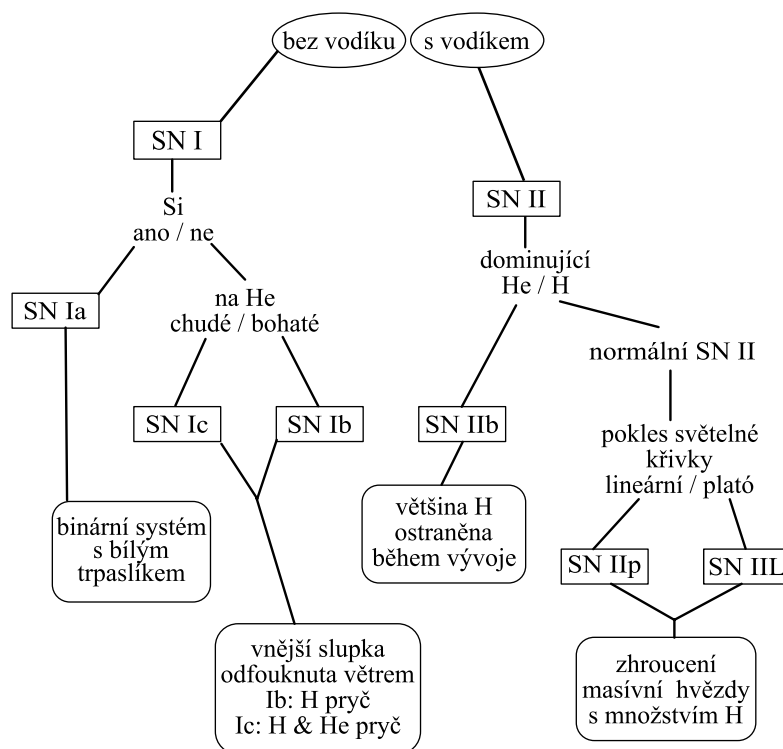 bez vodíku
s vodíkem
SN I
SN II
Si
ano / ne
dominující
He / H
SN Ia
na He
chudé / bohaté
normální SN II
SN Ic
SN Ib
SN IIb
pokles světelné
křivky
lineární / plató
binární systém
s bílým
trpaslíkem
většina H
ostraněna
během vývoje
SN IIp
SN IIL
vnější slupka
odfouknuta větrem
Ib: H pryč
Ic: H & He pryč
zhroucení
masívní hvězdy
s množstvím H